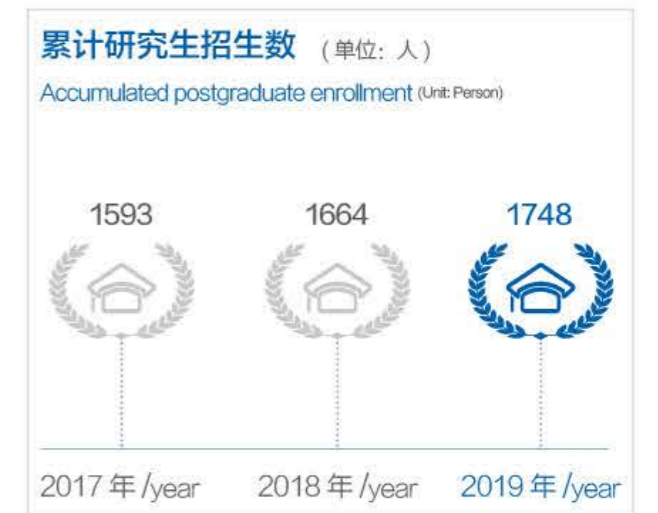 累计研究生招生数 （单位：人）
Accumulated postgraduate enrollment (Unit: Person)
1593 1664 1748
2017 年 /year 2018 年 /year 2019 年 /year